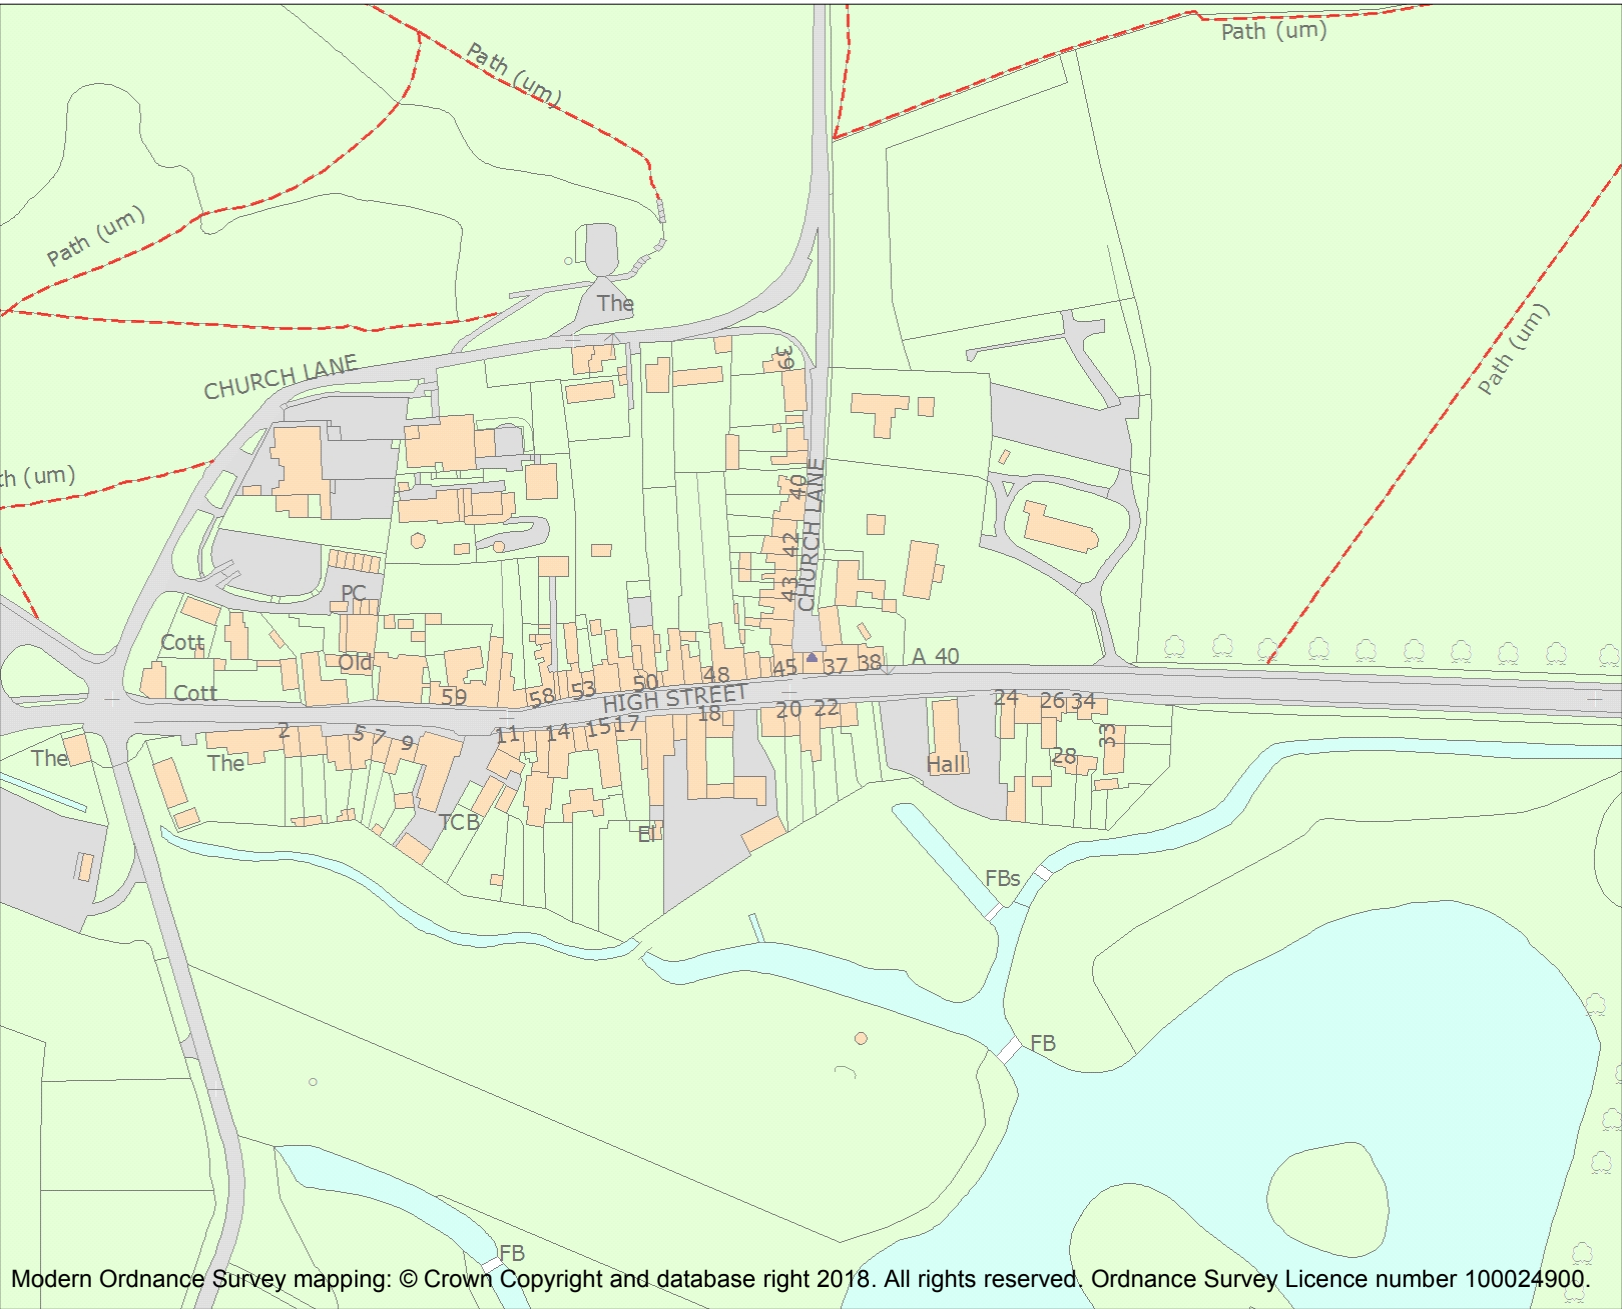 Path (um)
Path (um)
Path (um)
The
Path (um)
39
CHURCH LANE
th (um)
40
CHURCH LANE
42
43
PC
Cott
Old
A 40
45
37
38
48
50
53
58
59
Cott
HIGH STREET
24
26
34
18
20
22
2
5
7
9
11
14
15
17
33
The
The
28
Hall
TCB
El
FBs
FB
FB
Modern Ordnance Survey mapping: © Crown Copyright and database right 2018. All rights reserved. Ordnance Survey Licence number 100024900.